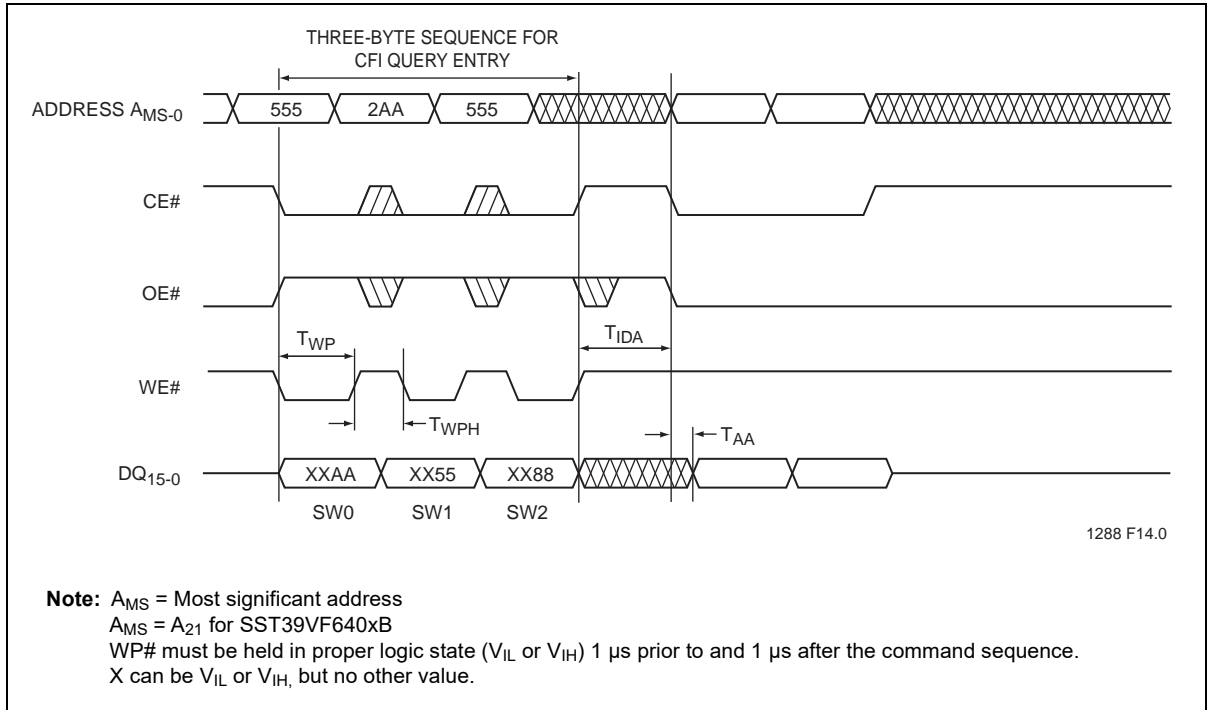 THREE-BYTE SEQUENCE FOR
CFI QUERY ENTRY
ADDRESS AMS-0
555 2AA 555
CE#
OE#
TWP
TIDA
WE#
TWPH
TAA
DQ15-0
XXAA XX55 XX88
SW0 SW1 SW2
1288 F14.0
Note: AMS = Most significant address
AMS = A21 for SST39VF640xB
WP# must be held in proper logic state (VIL or VIH) 1 µs prior to and 1 µs after the command sequence.
X can be VIL or VIH, but no other value.